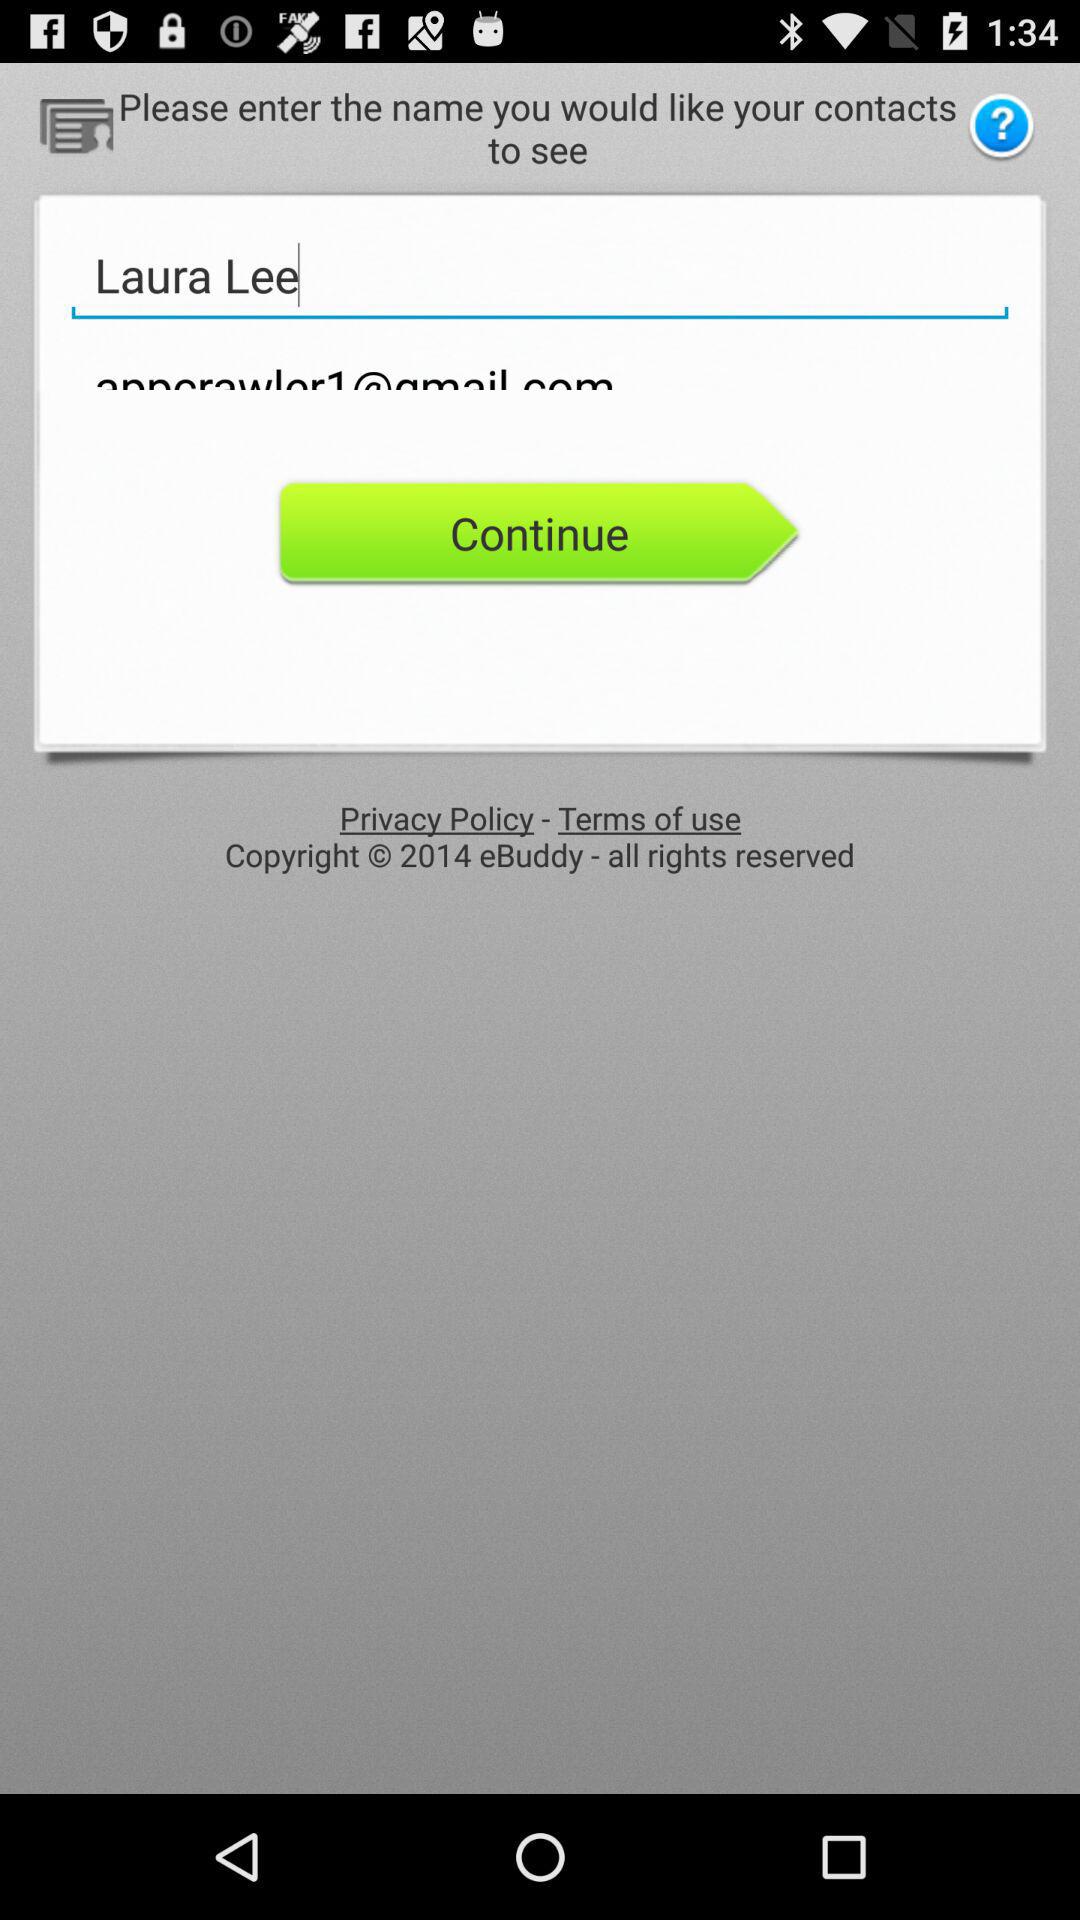 FAKE
1:34
Please enter the name you would like your contacts
to see
?
Laura Lee
appcrawler1@gmail.com
Continue
Privacy Policy - Terms of use
Copyright © 2014 eBuddy - all rights reserved